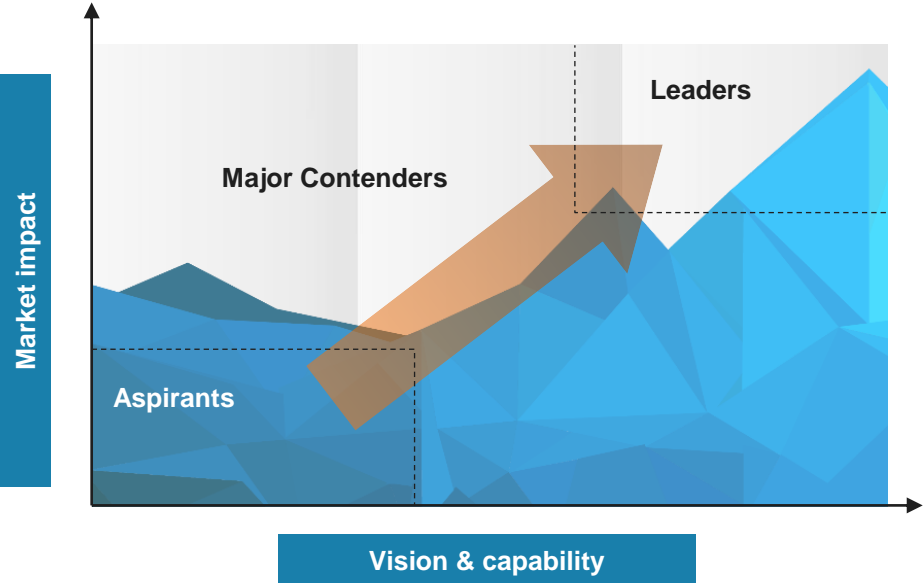 Leaders
Major Contenders
Market impact
Aspirants
Vision & capability